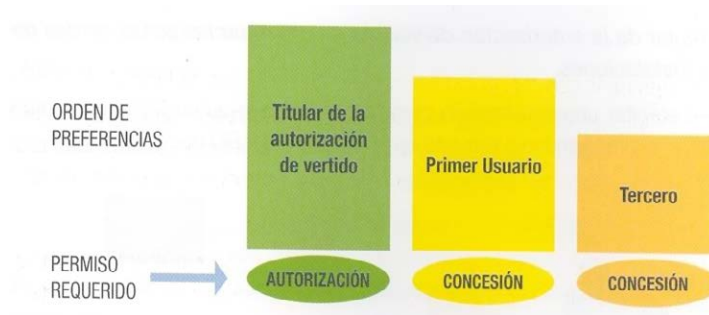 ORDEN DE
PREFERENCIAS
Titular de la
autorización
de vertido
Primer Usuario
Tercero
PERMISO
REQUERIDO
AUTORIZACIÓN
CONCESIÓN
CONCESIÓN